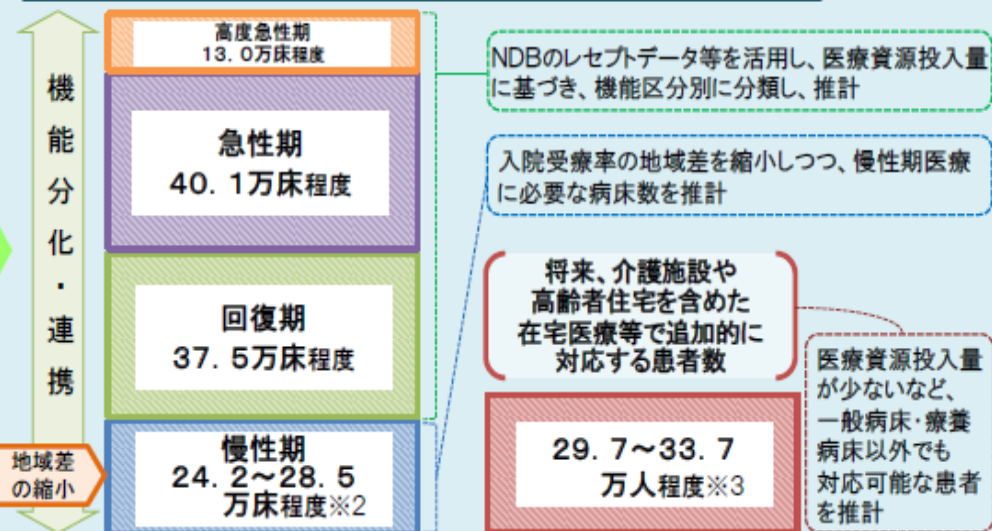 機能分化・連携
地域差
の縮小
高度急性期
13.0万床程度
急性期
40.1万床程度
回復期
37.5万床程度
慢性期
24.2～28.5
万床程度※2
NDBのレセプトデータ等を活用し、医療資源投入量
に基づき、機能区分別に分類し、推計
入院受療率の地域差を縮小しつつ、慢性期医療
に必要な病床数を推計
将来、介護施設や
高齢者住宅を含めた
在宅医療等で追加的に
対応する患者数
29.7～33.7
万人程度※3
医療資源投入量
が少ないなど、
一般病床・療養
病床以外でも
対応可能な患者
を推計